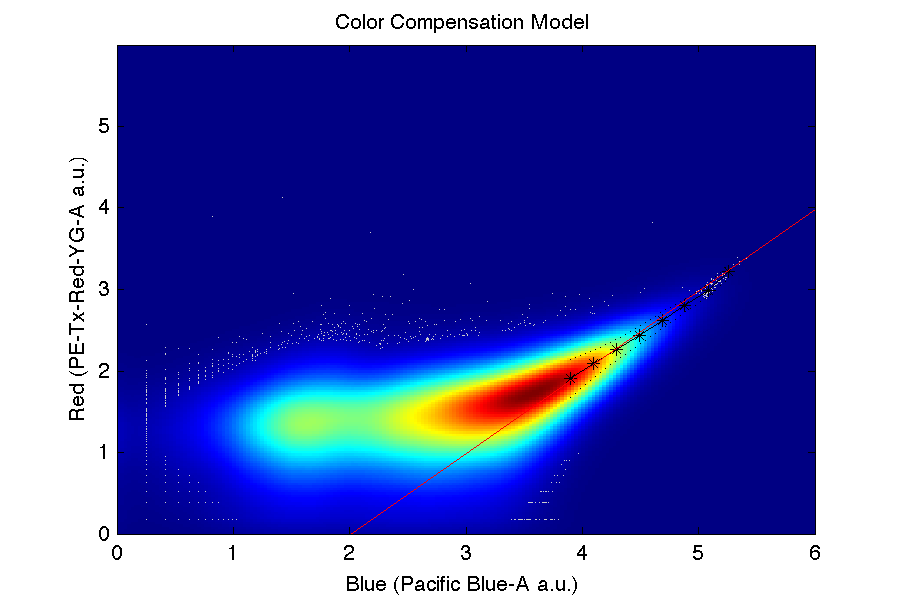 Color Compensation Model
5
4
3
2
1
0
Red (PE-Tx-Red-YG-A a.u.)
0 1 2 3 4 5 6
Blue (Pacific Blue-A a.u.)